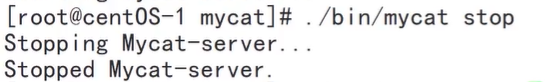 [root@centOS-1 mycat]# ./bin/mycat stop
Stopping Mycat-server...
Stopped Mycat-server.